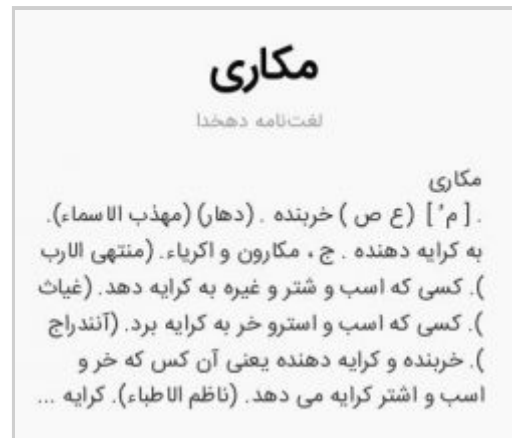 مکاری
لغت‌نامه دهخدا
مکاری
. [ م ُ ] (ع ص ) خربنده . (دهار) (مهذب الاسماء).
به کرایه دهنده . ج ، مکارون و اکریاء. (منتهی الارب
). کسی که اسب و شتر و غیره به کرایه دهد. (غیاث
). کسی که اسب و استرو خر به کرایه برد. (آنندراج
). خربنده و کرایه دهنده یعنی آن کس که خر و
اسب و اشتر کرایه می دهد. (ناظم الاطباء). کرایه ...